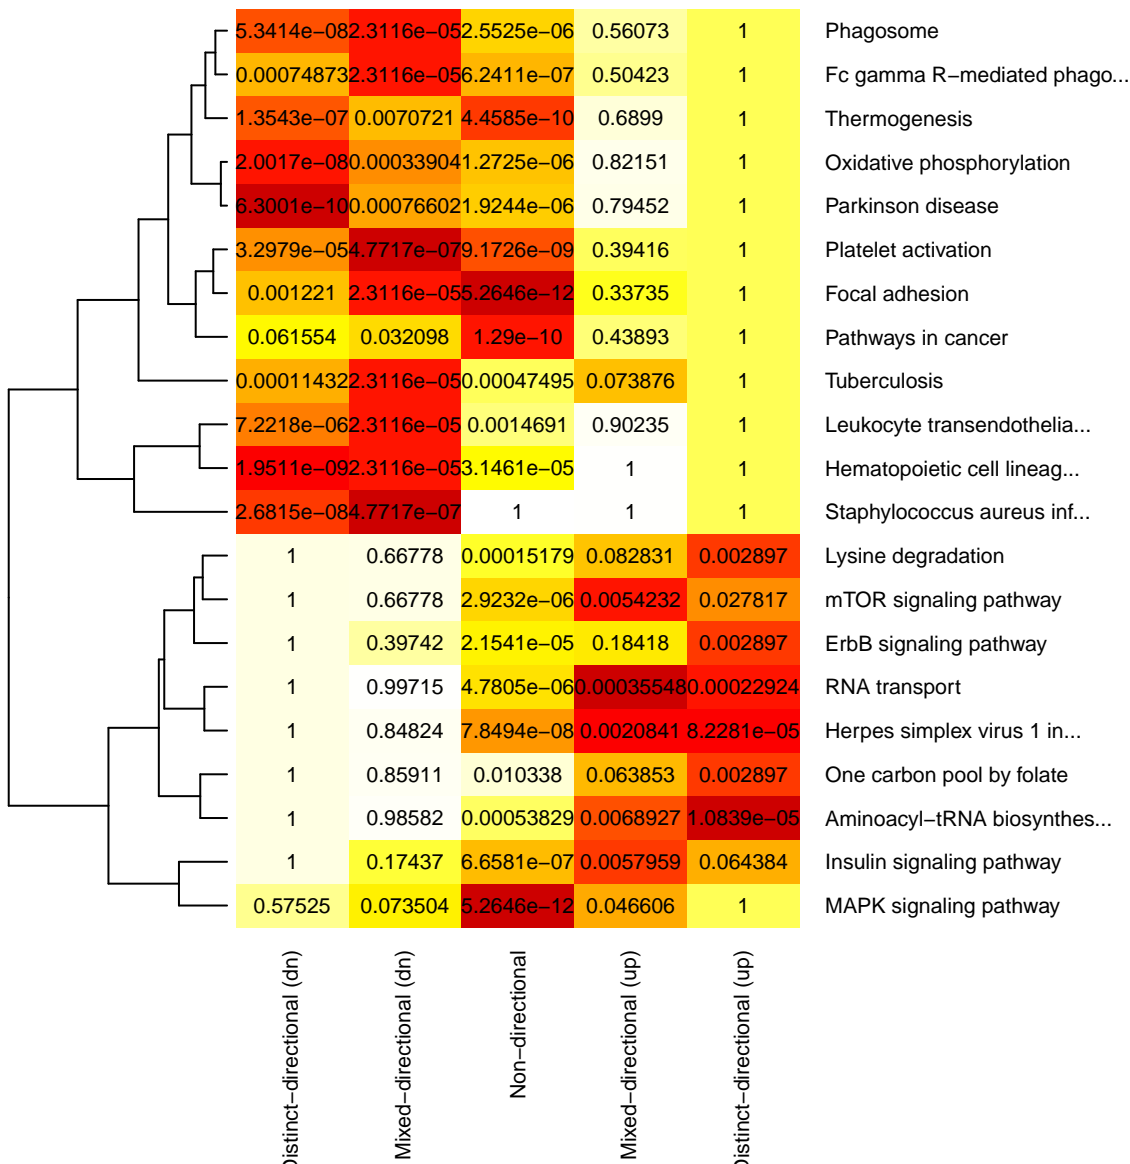 5.3414e−08 2.3116e−05 2.5525e−06 0.56073 1 Phagosome
0.00074873 2.3116e−05 6.2411e−07 0.50423 1 Fc gamma R−mediated phago...
1.3543e−07 0.0070721 4.4585e−10 0.6899 1 Thermogenesis
2.0017e−08 0.00033904 1.2725e−06 0.82151 1 Oxidative phosphorylation
6.3001e−10 0.00076602 1.9244e−06 0.79452 1 Parkinson disease
3.2979e−05 4.7717e−07 9.1726e−09 0.39416 1 Platelet activation
0.001221 2.3116e−05 5.2646e−12 0.33735 1 Focal adhesion
0.061554 0.032098 1.29e−10 0.43893 1 Pathways in cancer
0.00011432 2.3116e−05 0.00047495 0.073876 1 Tuberculosis
7.2218e−06 2.3116e−05 0.0014691 0.90235 1 Leukocyte transendothelia...
1.9511e−09 2.3116e−05 3.1461e−05 1 1 Hematopoietic cell lineag...
2.6815e−08 4.7717e−07 1 1 1 Staphylococcus aureus inf...
1 0.66778 0.00015179 0.082831 0.002897 Lysine degradation
1 0.66778 2.9232e−06 0.0054232 0.027817 mTOR signaling pathway
1 0.39742 2.1541e−05 0.18418 0.002897 ErbB signaling pathway
1 0.99715 4.7805e−06 0.00035548 0.00022924 RNA transport
1 0.84824 7.8494e−08 0.0020841 8.2281e−05 Herpes simplex virus 1 in...
1 0.85911 0.010338 0.063853 0.002897 One carbon pool by folate
1 0.98582 0.00053829 0.0068927 1.0839e−05 Aminoacyl−tRNA biosynthes...
1 0.17437 6.6581e−07 0.0057959 0.064384 Insulin signaling pathway
0.57525 0.073504 5.2646e−12 0.046606 1 MAPK signaling pathway
Distinct−directional (dn)
Mixed−directional (dn)
Non−directional
Mixed−directional (up)
Distinct−directional (up)